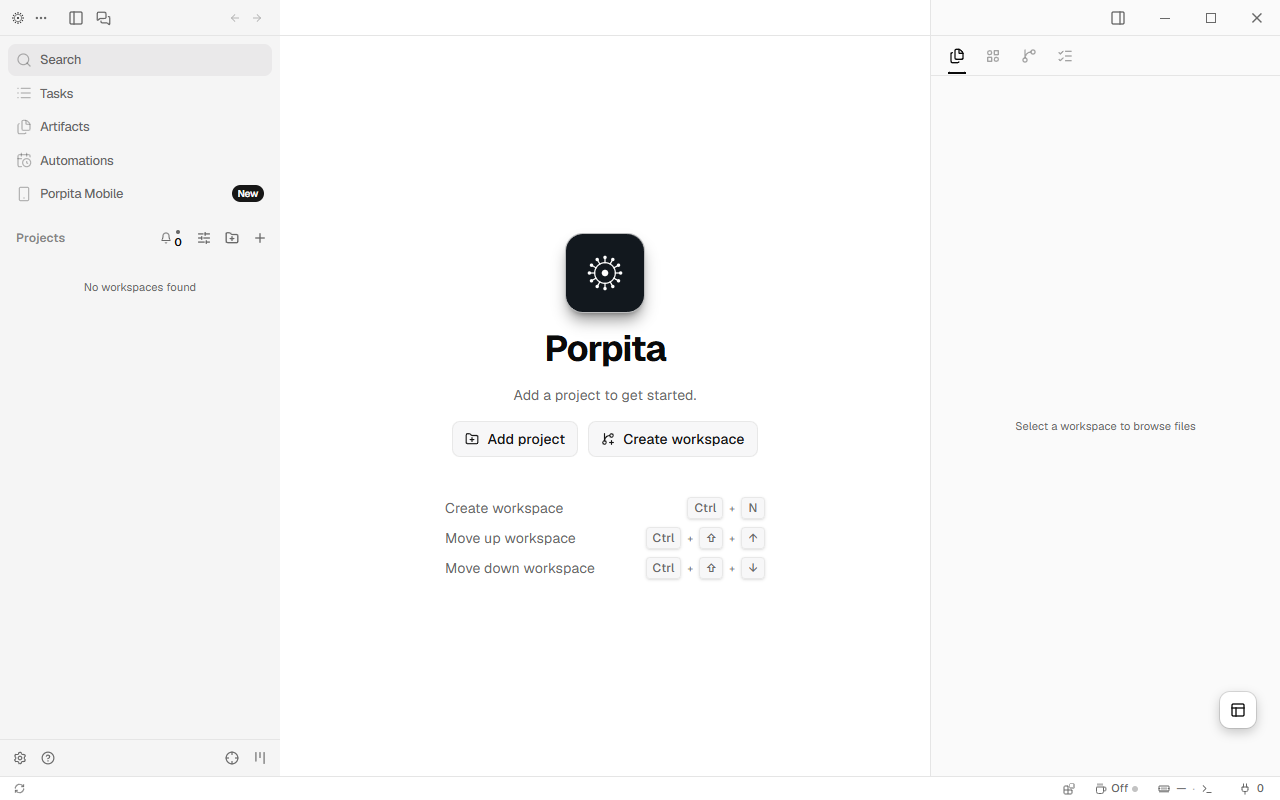 Search
Tasks
Artifacts
Automations
Porpita Mobile
New
Projects
0
No workspaces found
Porpita
Add a project to get started.
Add project
Create workspace
Create workspace
Ctrl + N
Move up workspace
Ctrl + ⇧ + ↑
Move down workspace
Ctrl + ⇧ + ↓
Select a workspace to browse files
Off
— ·
0